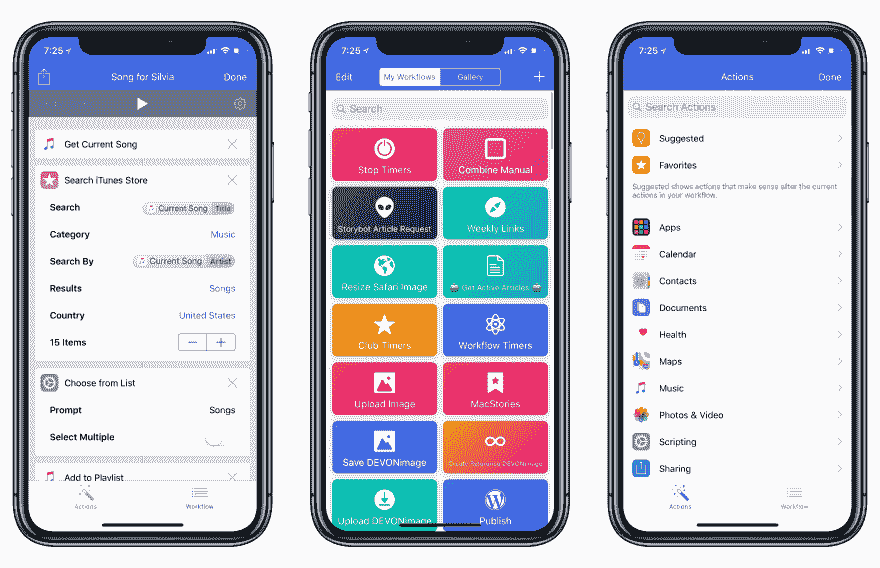 7:25
Song for Silvia
Done
Get Current Song
Search iTunes Store
Search
Current Song Title
Category
Music
Search By
Current Song Artist
Results
Songs
Country
United States
15 Items
Choose from List
Prompt
Songs
Select Multiple
Add to Playlist
Actions
Workflow
7:25
Edit
My Workflows
Gallery
Search
Stop Timers
Combine Manual
Storybot Article Request
Weekly Links
Resize Safari Image
Get Active Articles
Club Timers
Workflow Timers
Upload Image
MacStories
Save DEVONimage
DEVONimage
Upload DEVONimage
Publish
7:25
Actions
Done
Search Actions
Suggested
Favorites
Suggested shows actions that make sense after the current
actions in your workflow.
Apps
Calendar
Contacts
Documents
Health
Maps
Music
Photos & Video
Scripting
Sharing
Actions
Workflow